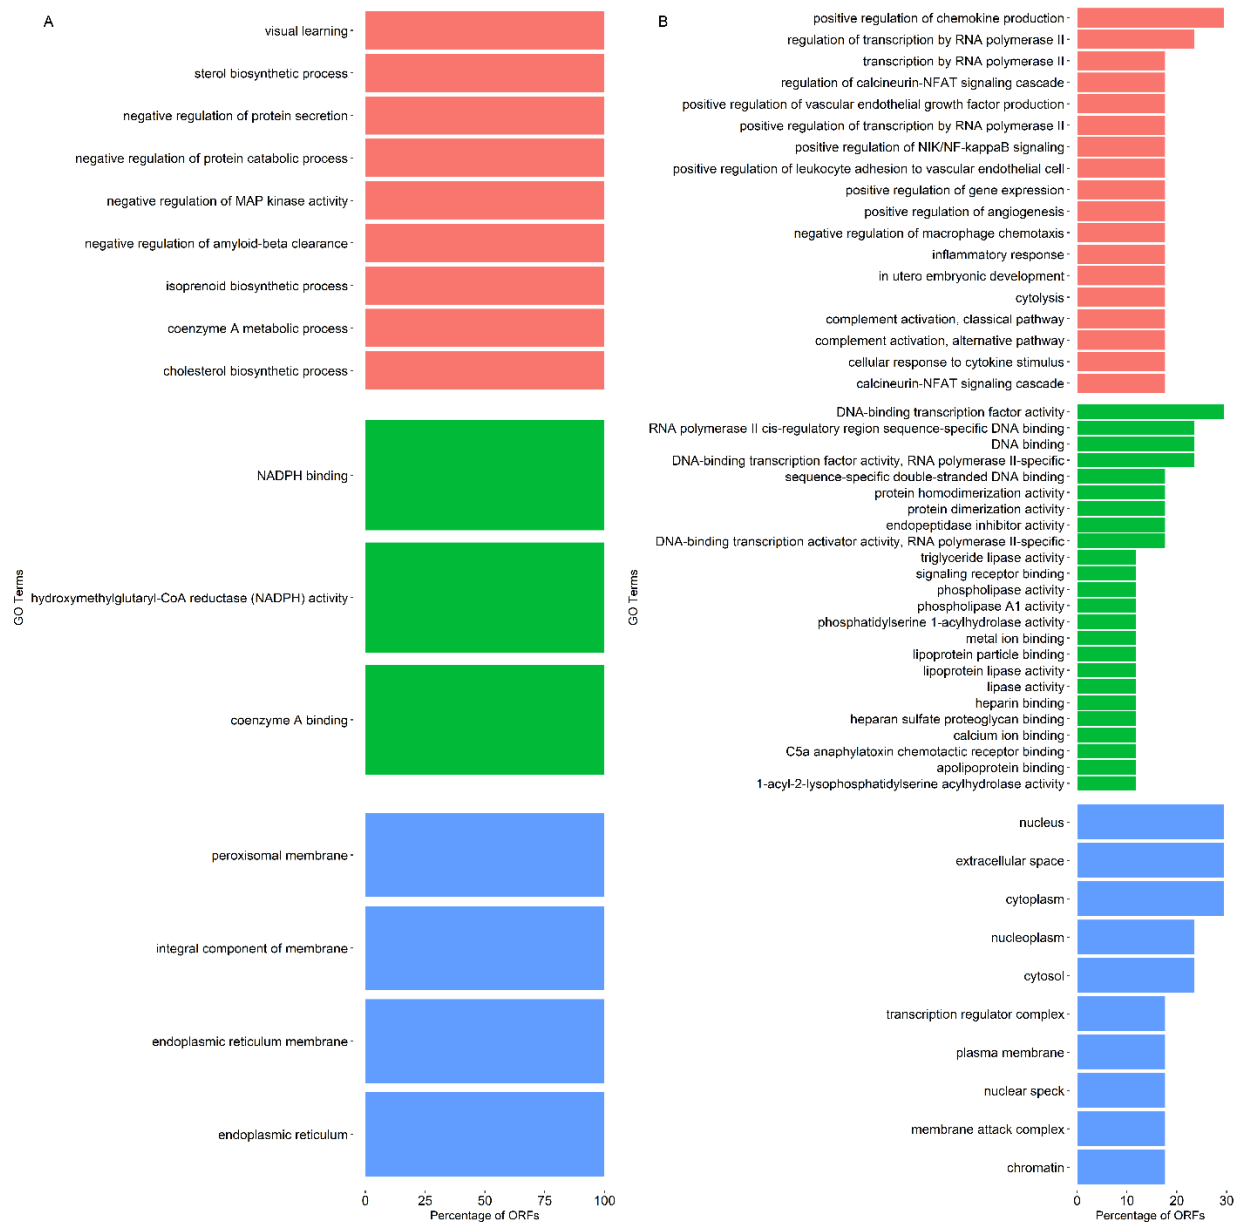 A
visual learning
sterol biosynthetic process
negative regulation of protein secretion
negative regulation of protein catabolic process
negative regulation of MAP kinase activity
negative regulation of amyloid-beta clearance
isoprenoid biosynthetic process
coenzyme A metabolic process
cholesterol biosynthetic process
NADPH binding
hydroxymethylglutaryl-CoA reductase (NADPH) activity
coenzyme A binding
peroxisomal membrane
integral component of membrane
endoplasmic reticulum membrane
endoplasmic reticulum
GO Terms
0 25 50 75 100
Percentage of ORFs
B
positive regulation of chemokine production
regulation of transcription by RNA polymerase II
transcription by RNA polymerase II
regulation of calcineurin-NFAT signaling cascade
positive regulation of vascular endothelial growth factor production
positive regulation of transcription by RNA polymerase II
positive regulation of NIK/NF-kappaB signaling
positive regulation of leukocyte adhesion to vascular endothelial cell
positive regulation of gene expression
positive regulation of angiogenesis
negative regulation of macrophage chemotaxis
inflammatory response
in utero embryonic development
cytolysis
complement activation, classical pathway
complement activation, alternative pathway
cellular response to cytokine stimulus
calcineurin-NFAT signaling cascade
DNA-binding transcription factor activity
RNA polymerase II cis-regulatory region sequence-specific DNA binding
DNA binding
DNA-binding transcription factor activity, RNA polymerase II-specific
sequence-specific double-stranded DNA binding
protein homodimerization activity
protein dimerization activity
endopeptidase inhibitor activity
DNA-binding transcription activator activity, RNA polymerase II-specific
triglyceride lipase activity
signaling receptor binding
phospholipase activity
phospholipase A1 activity
phosphatidylserine 1-acylhydrolase activity
metal ion binding
lipoprotein particle binding
lipoprotein lipase activity
lipase activity
heparin binding
heparan sulfate proteoglycan binding
calcium ion binding
C5a anaphylatoxin chemotactic receptor binding
apolipoprotein binding
1-acyl-2-lysophosphatidylserine acylhydrolase activity
nucleus
extracellular space
cytoplasm
nucleoplasm
cytosol
transcription regulator complex
plasma membrane
nuclear speck
membrane attack complex
chromatin
GO Terms
0 10 20 30
Percentage of ORFs